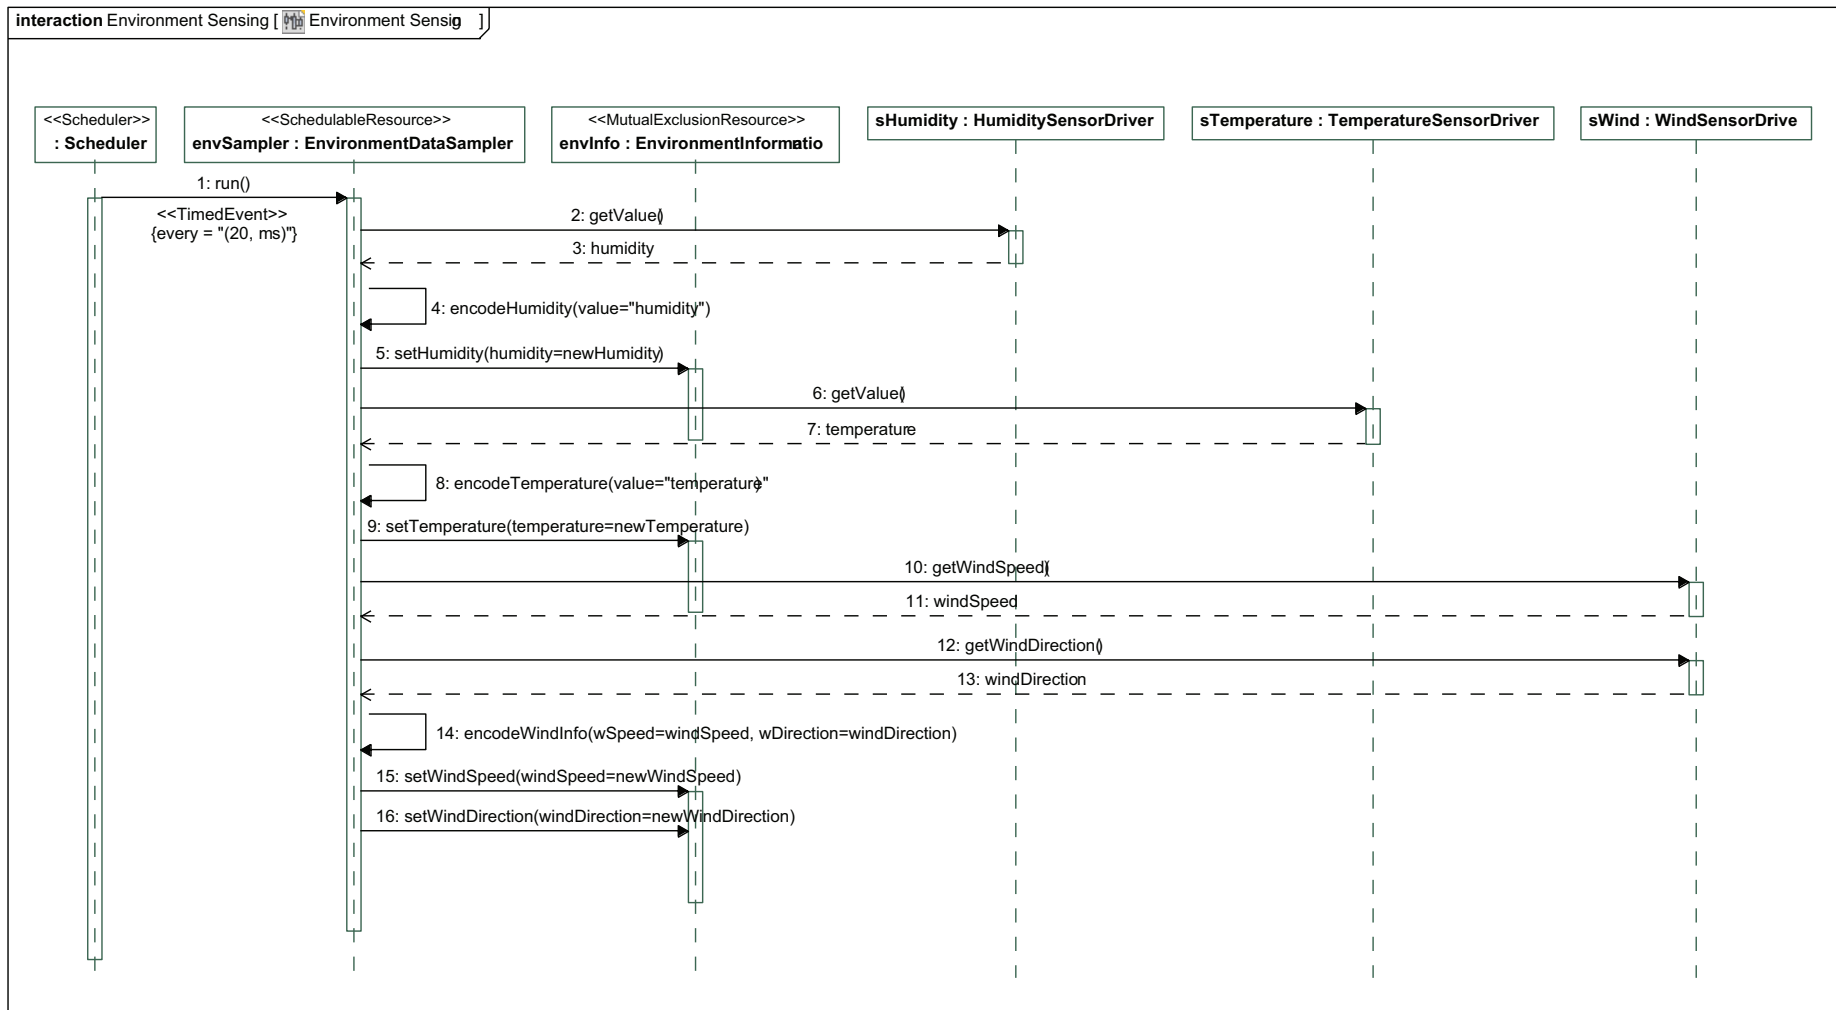 interaction Environment Sensing [ Environment Sensig ]
<<Scheduler>>
: Scheduler
<<SchedulableResource>>
envSampler : EnvironmentDataSampler
<<MutualExclusionResource>>
envInfo : EnvironmentInformatio
sHumidity : HumiditySensorDriver
sTemperature : TemperatureSensorDriver
sWind : WindSensorDrive
1: run()
<<TimedEvent>>
{every = "(20, ms)"}
2: getValue()
3: humidity
4: encodeHumidity(value="humidity")
5: setHumidity(humidity=newHumidity)
6: getValue()
7: temperature
8: encodeTemperature(value="temperature")
9: setTemperature(temperature=newTemperature)
10: getWindSpeed()
11: windSpeed
12: getWindDirection()
13: windDirection
14: encodeWindInfo(wSpeed=windSpeed, wDirection=windDirection)
15: setWindSpeed(windSpeed=newWindSpeed)
16: setWindDirection(windDirection=newWindDirection)